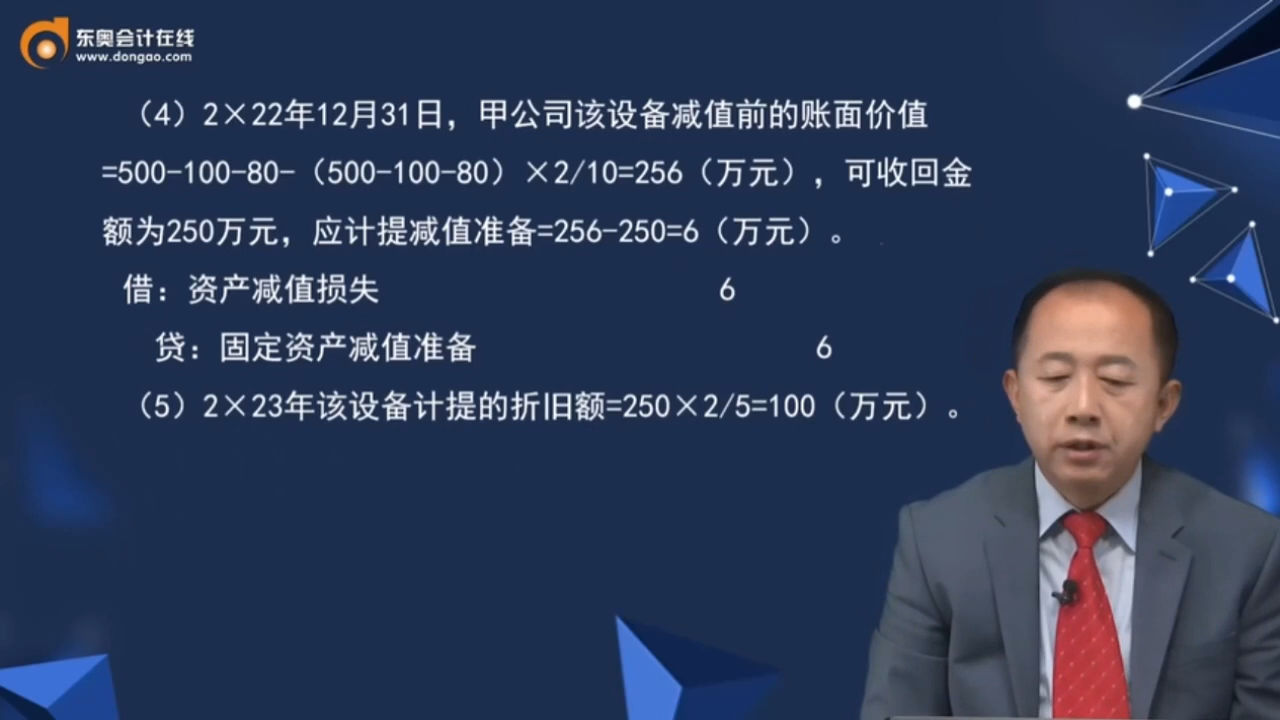 东奥会计在线
www.dongao.com
（4）2×22年12月31日，甲公司该设备减值前的账面价值
=500-100-80-（500-100-80）×2/10=256（万元），可收回金
额为250万元，应计提减值准备=256-250=6（万元）。
借：资产减值损失 6
贷：固定资产减值准备 6
（5）2×23年该设备计提的折旧额=250×2/5=100（万元）。